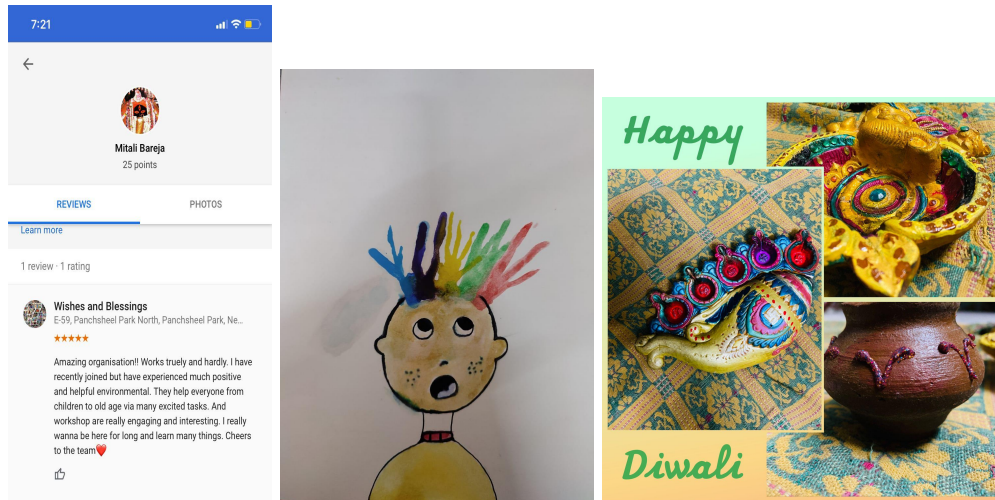 7:21
Mitali Bareja
25 points
REVIEWS
PHOTOS
Learn more
1 review · 1 rating
Wishes and Blessings
E-59, Panchsheel Park North, Panchsheel Park, Ne...
★★★★★
Amazing organisation!! Works truely and hardly. I have
recently joined but have experienced much positive
and helpful environmental. They help everyone from
children to old age via many excited tasks. And
workshop are really engaging and interesting. I really
wanna be here for long and learn many things. Cheers
to the team❤️
Happy
Diwali